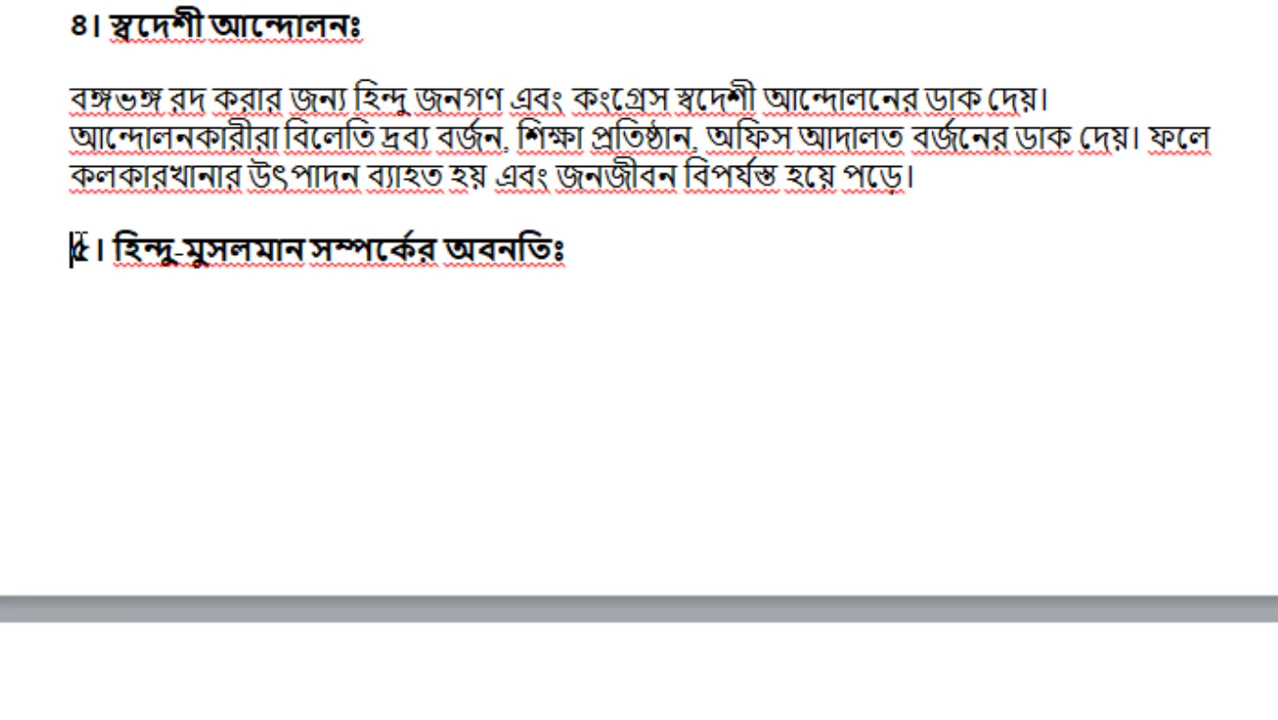 ৪। স্বদেশী আন্দোলনঃ
বঙ্গভঙ্গ রদ করার জন্য হিন্দু জনগণ এবং কংগ্রেস স্বদেশী আন্দোলনের ডাক দেয়।
আন্দোলনকারীরা বিলেতি দ্রব্য বর্জন, শিক্ষা প্রতিষ্ঠান, অফিস আদালত বর্জনের ডাক দেয়। ফলে
কলকারখানার উৎপাদন ব্যাহত হয় এবং জনজীবন বিপর্যস্ত হয়ে পড়ে।
৫। হিন্দু-মুসলমান সম্পর্কের অবনতিঃ